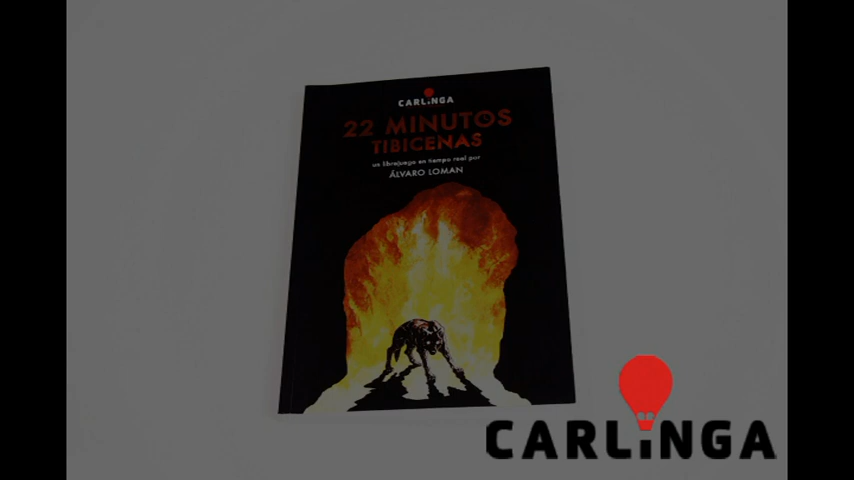 CARLINGA
22 MINUTOS
TIBICENAS
un librojuego en tiempo real por
ÁLVARO LOMAN
CARLINGA